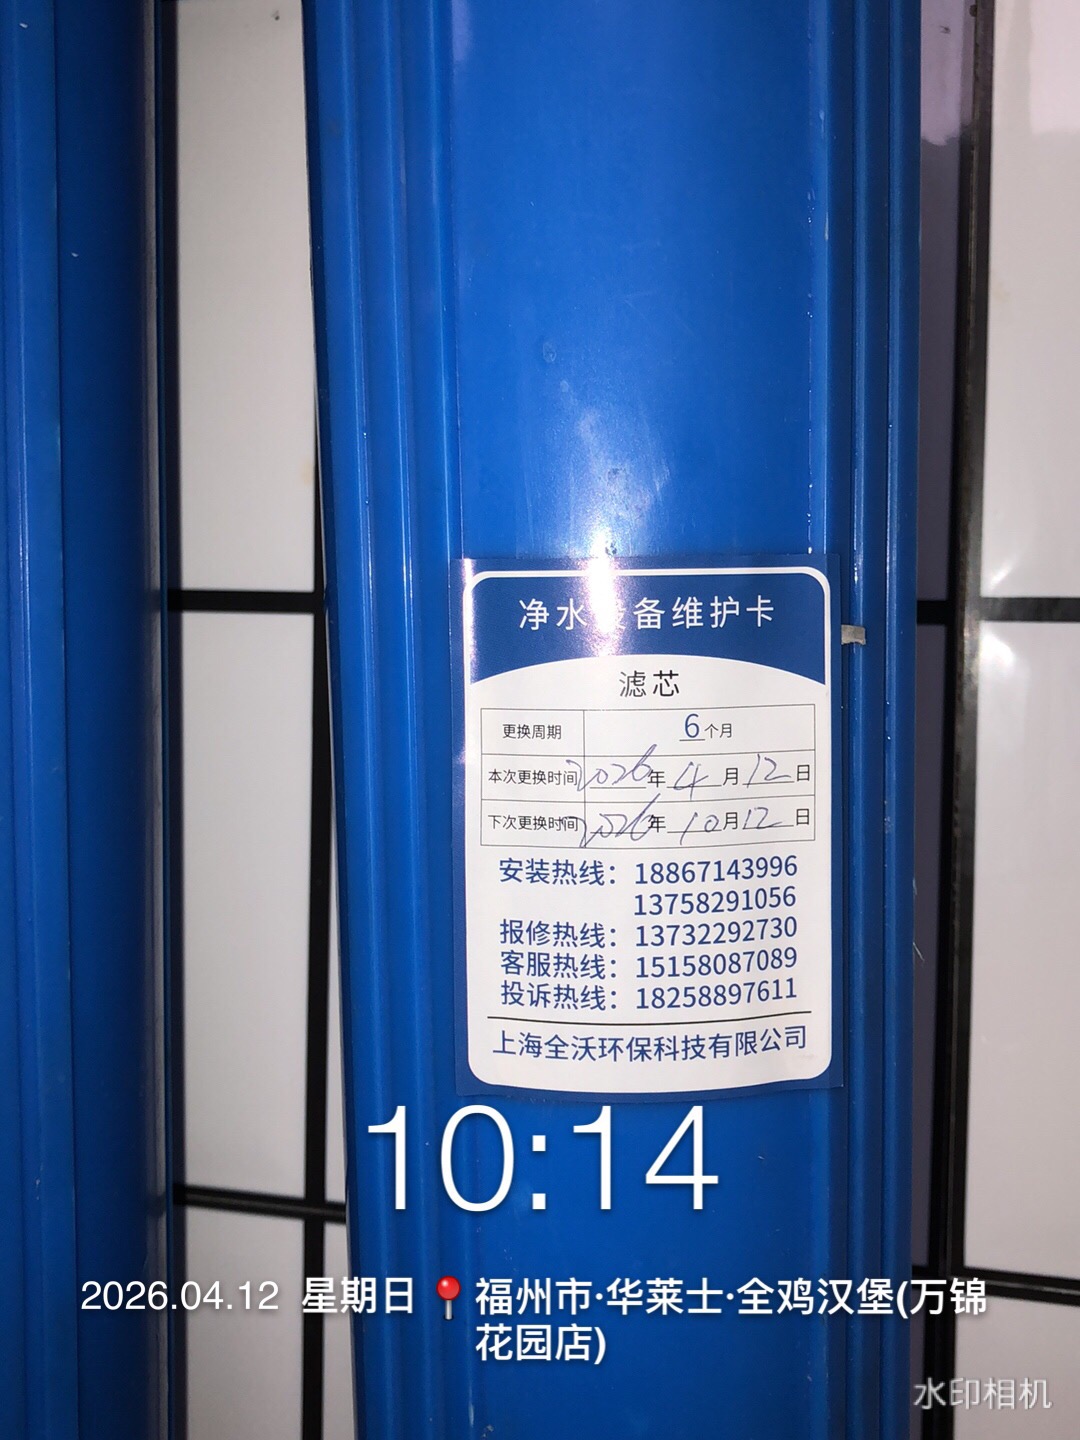 净水设备维护卡
滤芯
更换周期 6个月
本次更换时间 2026年4月12日
下次更换时间 2026年10月12日
安装热线：18867143996
13758291056
报修热线：13732292730
客服热线：15158087089
投诉热线：18258897611
上海全沃环保科技有限公司
10:14
2026.04.12 星期日 福州市·华莱士·全鸡汉堡(万锦
花园店)
水印相机